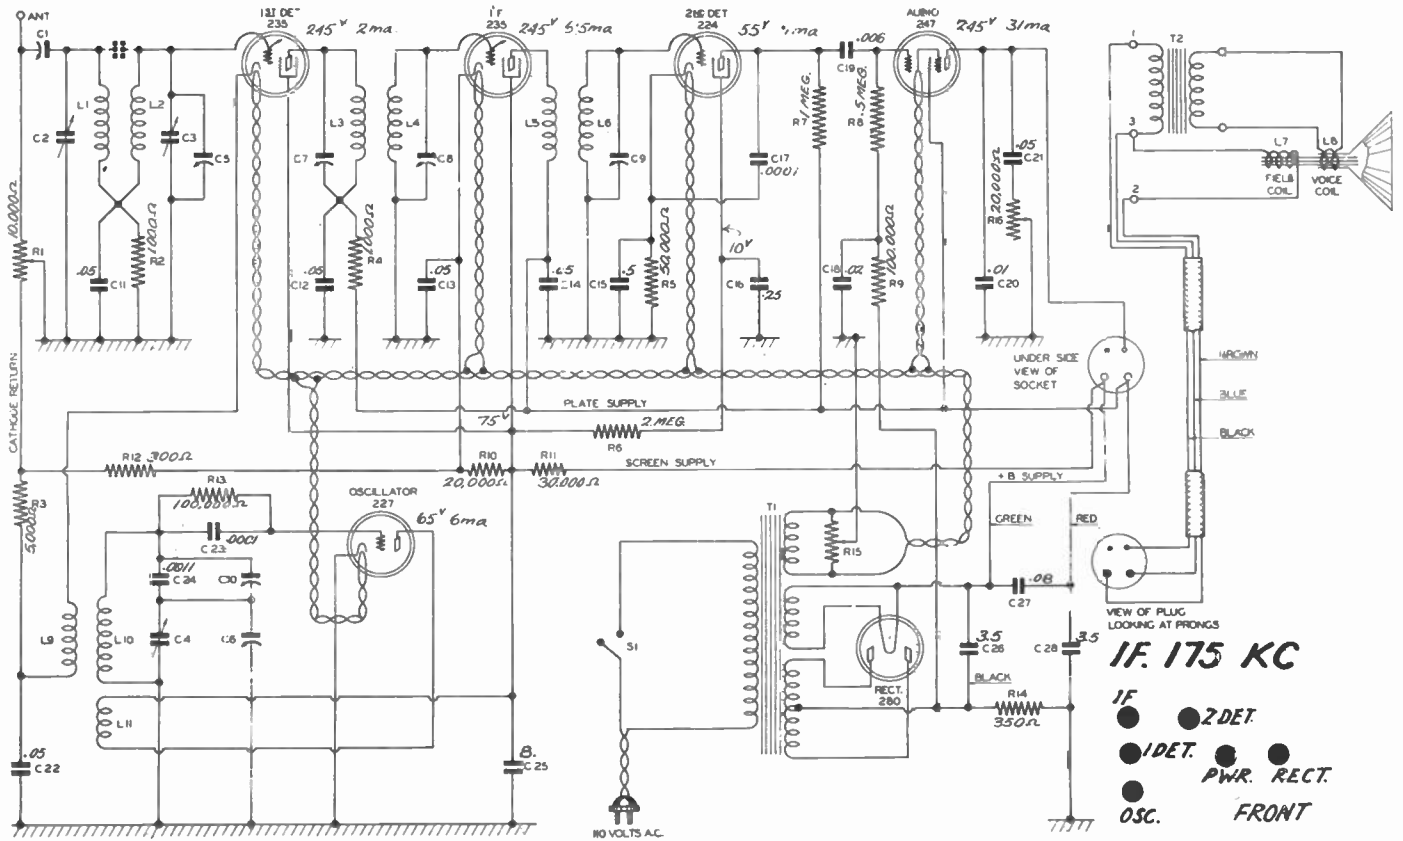 ANT
1ST DET
235
245V 2ma
IF
235
245V 5.5ma
2ND DET
224
55V .1ma
AUDIO
247
245V 31ma
1
T2
C1
.006
C19
L1
L2
C2
C3
C5
L3
L4
C7
C8
L5
L6
C9
R7
.1 MEG.
R8
.5 MEG.
C17
.0001
.05
C21
20,000Ω
R16
3
L7
FIELD
COIL
L8
VOICE
COIL
2
10,000Ω
R1
.05
C11
1000Ω
R2
.05
C12
1000Ω
R4
.05
C13
C14
.5
C15
50,000Ω
R5
10V
C16
.25
C18
.02
100,000Ω
R9
.01
C20
UNDER SIDE
VIEW OF
SOCKET
BROWN
BLUE
BLACK
CATHODE RETURN
PLATE SUPPLY
75V
2 MEG.
R6
R12 300Ω
R10
20,000Ω
R11
30,000Ω
SCREEN SUPPLY
+B SUPPLY
R3
5,000Ω
R13
100,000Ω
C23
.0001
OSCILLATOR
227
65V 6ma
T1
R15
GREEN
RED
.0011
C24
C10
C4
C6
L9
L10
L11
S1
RECT.
280
.08
C27
3.5
C26
C28
3.5
BLACK
R14
350Ω
VIEW OF PLUG
LOOKING AT PRONGS
IF. 175 KC
IF
2 DET.
1 DET.
PWR. RECT.
OSC.
FRONT
.05
C22
8.
C25
110 VOLTS A.C.